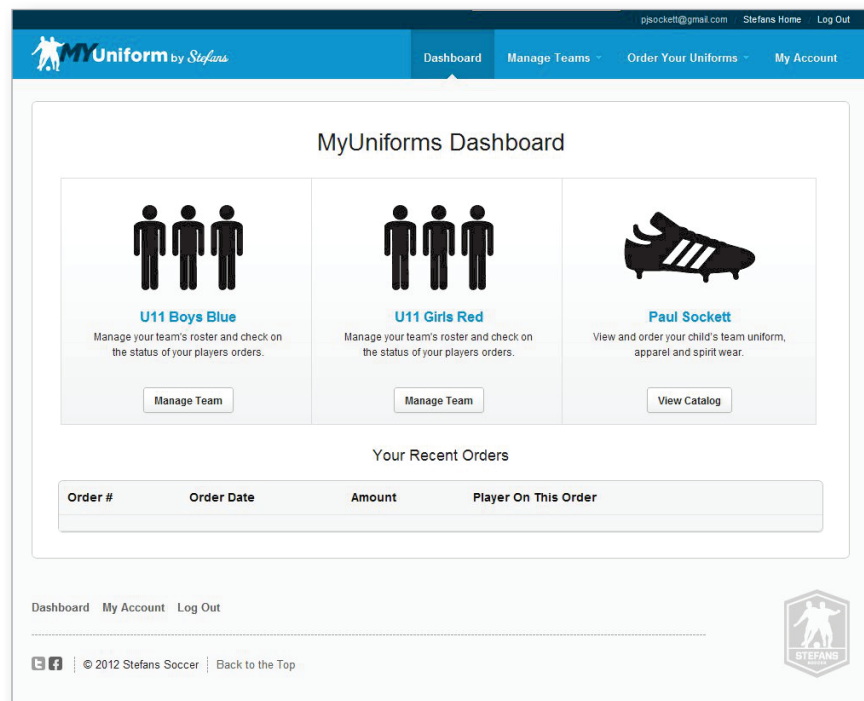 pjsockett@gmail.com Stefans Home Log Out
MYUniform by Stefans
Dashboard Manage Teams Order Your Uniforms My Account
MyUniforms Dashboard
U11 Boys Blue
Manage your team's roster and check on
the status of your players orders.
Manage Team
U11 Girls Red
Manage your team's roster and check on
the status of your players orders.
Manage Team
Paul Sockett
View and order your child's team uniform,
apparel and spirit wear.
View Catalog
Your Recent Orders
Order # Order Date Amount Player On This Order
Dashboard My Account Log Out
© 2012 Stefans Soccer Back to the Top
STEFANS
SOCCER